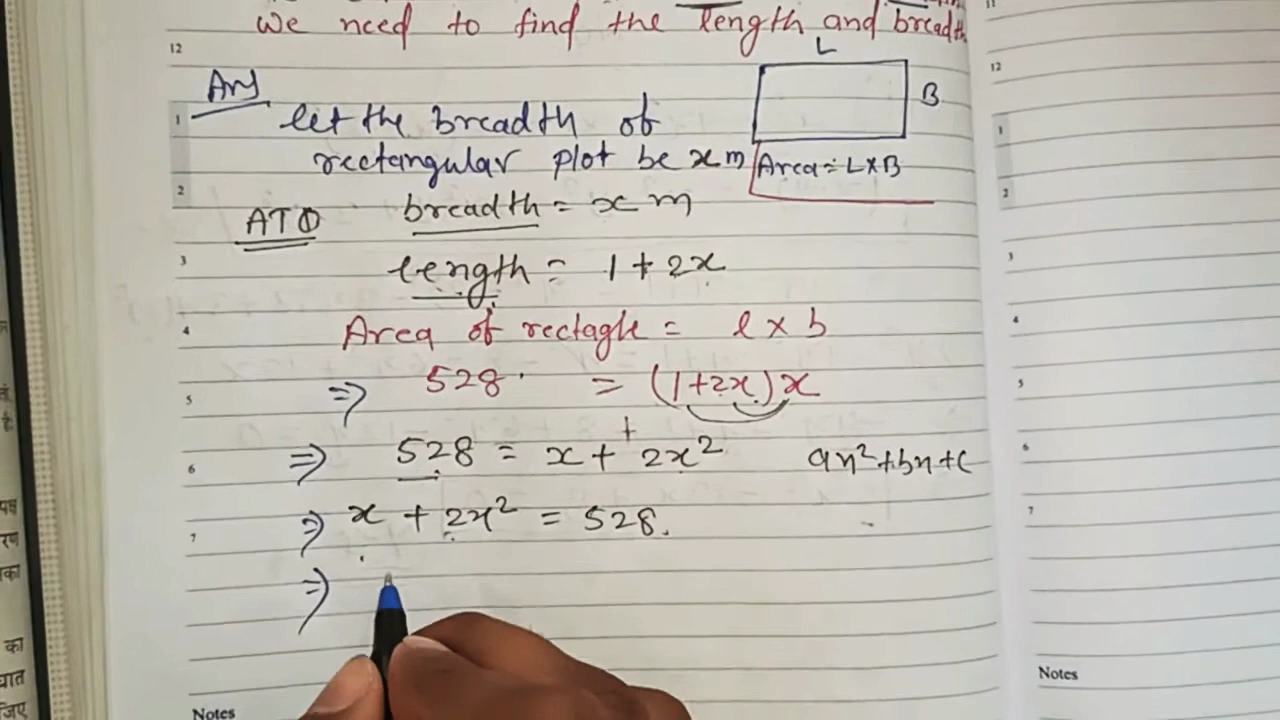 we need to find the length and breadth
12
Ans
L
B
1
let the breadth of
rectangular plot be x m
Area = L×B
2
ATQ
breadth = x m
3
length = 1 + 2x
4
Area of rectagle = l × b
5
⇒ 528 = (1+2x)x
6
⇒ 528 = x + 2x²
+
ax²+bx+c
7
⇒ x + 2x² = 528.
⇒
Notes
11
12
1
2
3
4
5
6
7
Notes
रण
का
का